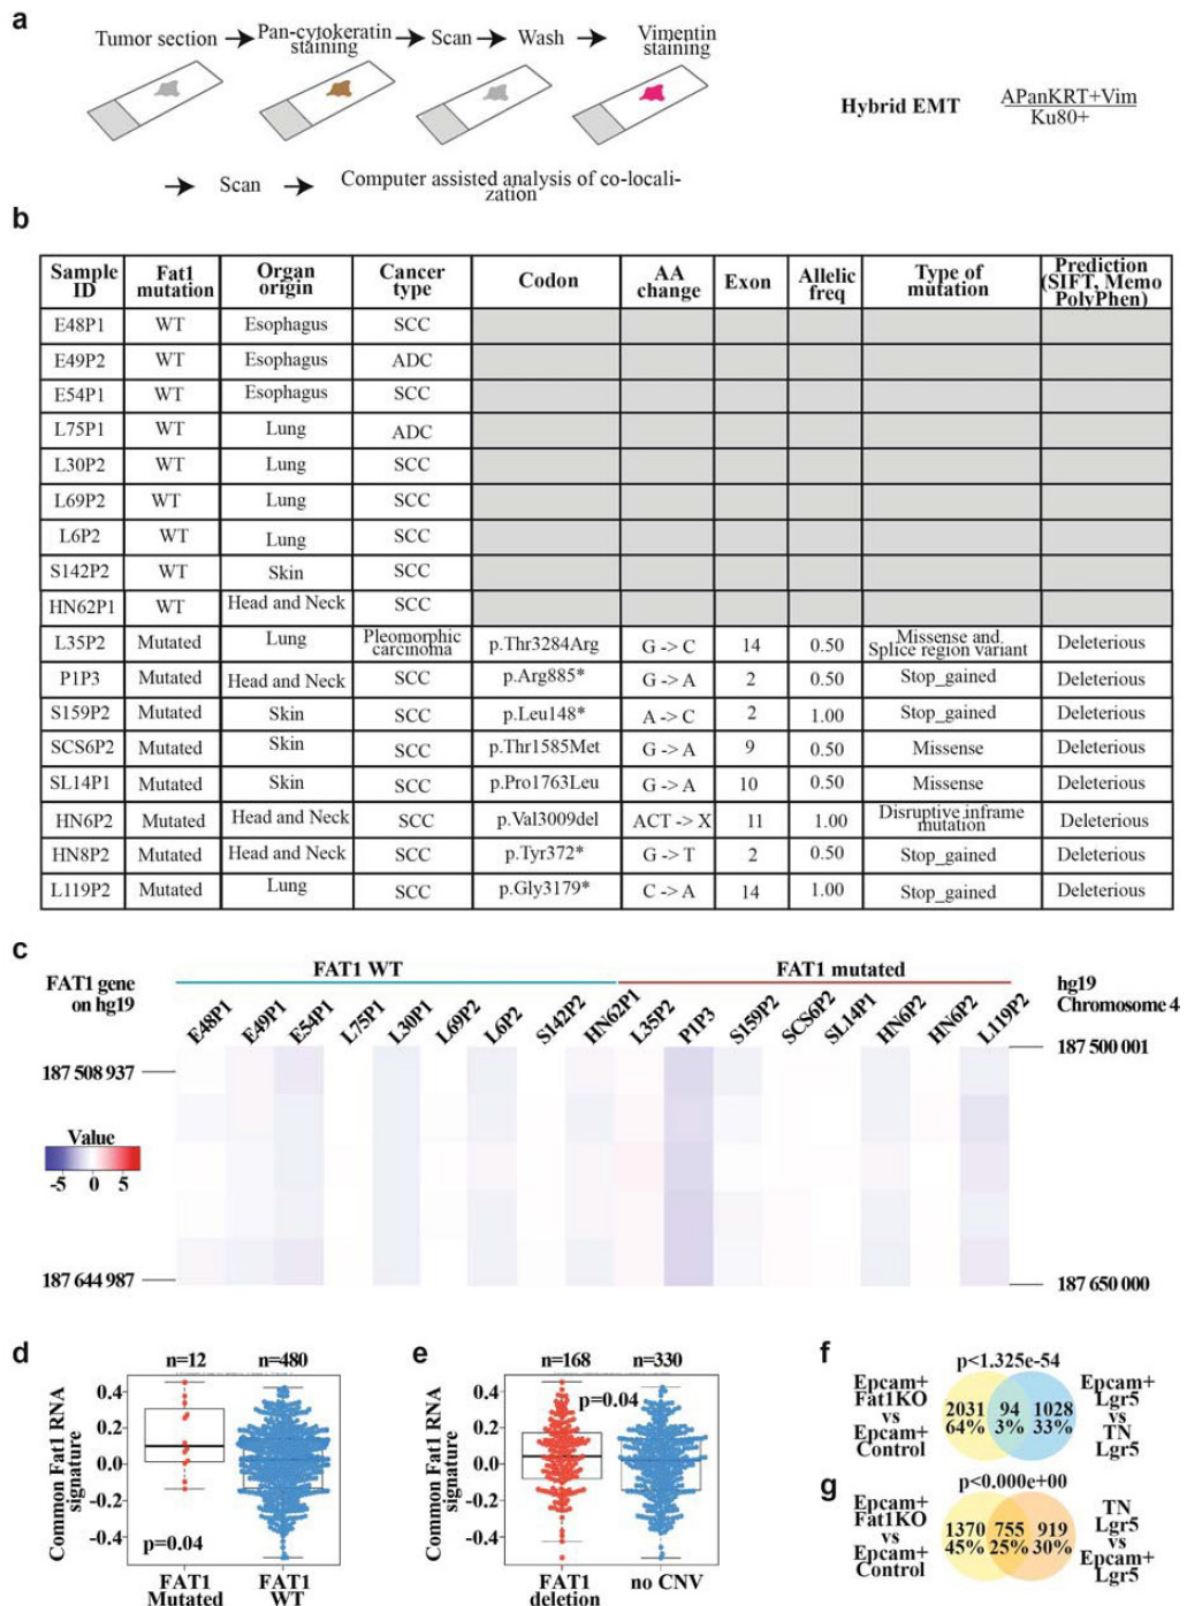 a
Tumor section
Pan-cytokeratin
staining
Scan
Wash
Vimentin
staining
Hybrid EMT
APanKRT+Vim
Ku80+
Scan
Computer assisted analysis of co-locali-
zation
b
Sample ID Fat1 mutation Organ origin Cancer type Codon AA change Exon Allelic freq Type of mutation Prediction (SIFT, Memo PolyPhen)
E48P1 WT Esophagus SCC
E49P2 WT Esophagus ADC
E54P1 WT Esophagus SCC
L75P1 WT Lung ADC
L30P2 WT Lung SCC
L69P2 WT Lung SCC
L6P2 WT Lung SCC
S142P2 WT Skin SCC
HN62P1 WT Head and Neck SCC
L35P2 Mutated Lung Pleomorphic carcinoma p.Thr3284Arg G -> C 14 0.50 Missense and Splice region variant Deleterious
P1P3 Mutated Head and Neck SCC p.Arg885* G -> A 2 0.50 Stop_gained Deleterious
S159P2 Mutated Skin SCC p.Leu148* A -> C 2 1.00 Stop_gained Deleterious
SCS6P2 Mutated Skin SCC p.Thr1585Met G -> A 9 0.50 Missense Deleterious
SL14P1 Mutated Skin SCC p.Pro1763Leu G -> A 10 0.50 Missense Deleterious
HN6P2 Mutated Head and Neck SCC p.Val3009del ACT -> X 11 1.00 Disruptive inframe mutation Deleterious
HN8P2 Mutated Head and Neck SCC p.Tyr372* G -> T 2 0.50 Stop_gained Deleterious
L119P2 Mutated Lung SCC p.Gly3179* C -> A 14 1.00 Stop_gained Deleterious
c
FAT1 gene
on hg19
FAT1 WT
FAT1 mutated
hg19
Chromosome 4
E48P1 E49P1 E54P1 L75P1 L30P1 L69P2 L6P2 S142P2 HN62P1 L35P2 P1P3 S159P2 SCS6P2 SL14P1 HN6P2 HN6P2 L119P2
187 500 001
187 508 937
Value
-5 0 5
187 644 987
187 650 000
d
n=12 n=480
Common Fat1 RNA
signature
0.4
0.2
0.0
-0.2
-0.4
p=0.04
FAT1
Mutated
FAT1
WT
e
n=168 n=330
Common Fat1 RNA
signature
0.4
0.2
0.0
-0.2
-0.4
p=0.04
FAT1
deletion
no CNV
f
p<1.325e-54
Epcam+
Fat1KO
vs
Epcam+
Control
2031 94 1028
64% 3% 33%
Epcam+
Lgr5
vs
TN
Lgr5
g
p<0.000e+00
Epcam+
Fat1KO
vs
Epcam+
Control
1370 755 919
45% 25% 30%
TN
Lgr5
vs
Epcam+
Lgr5